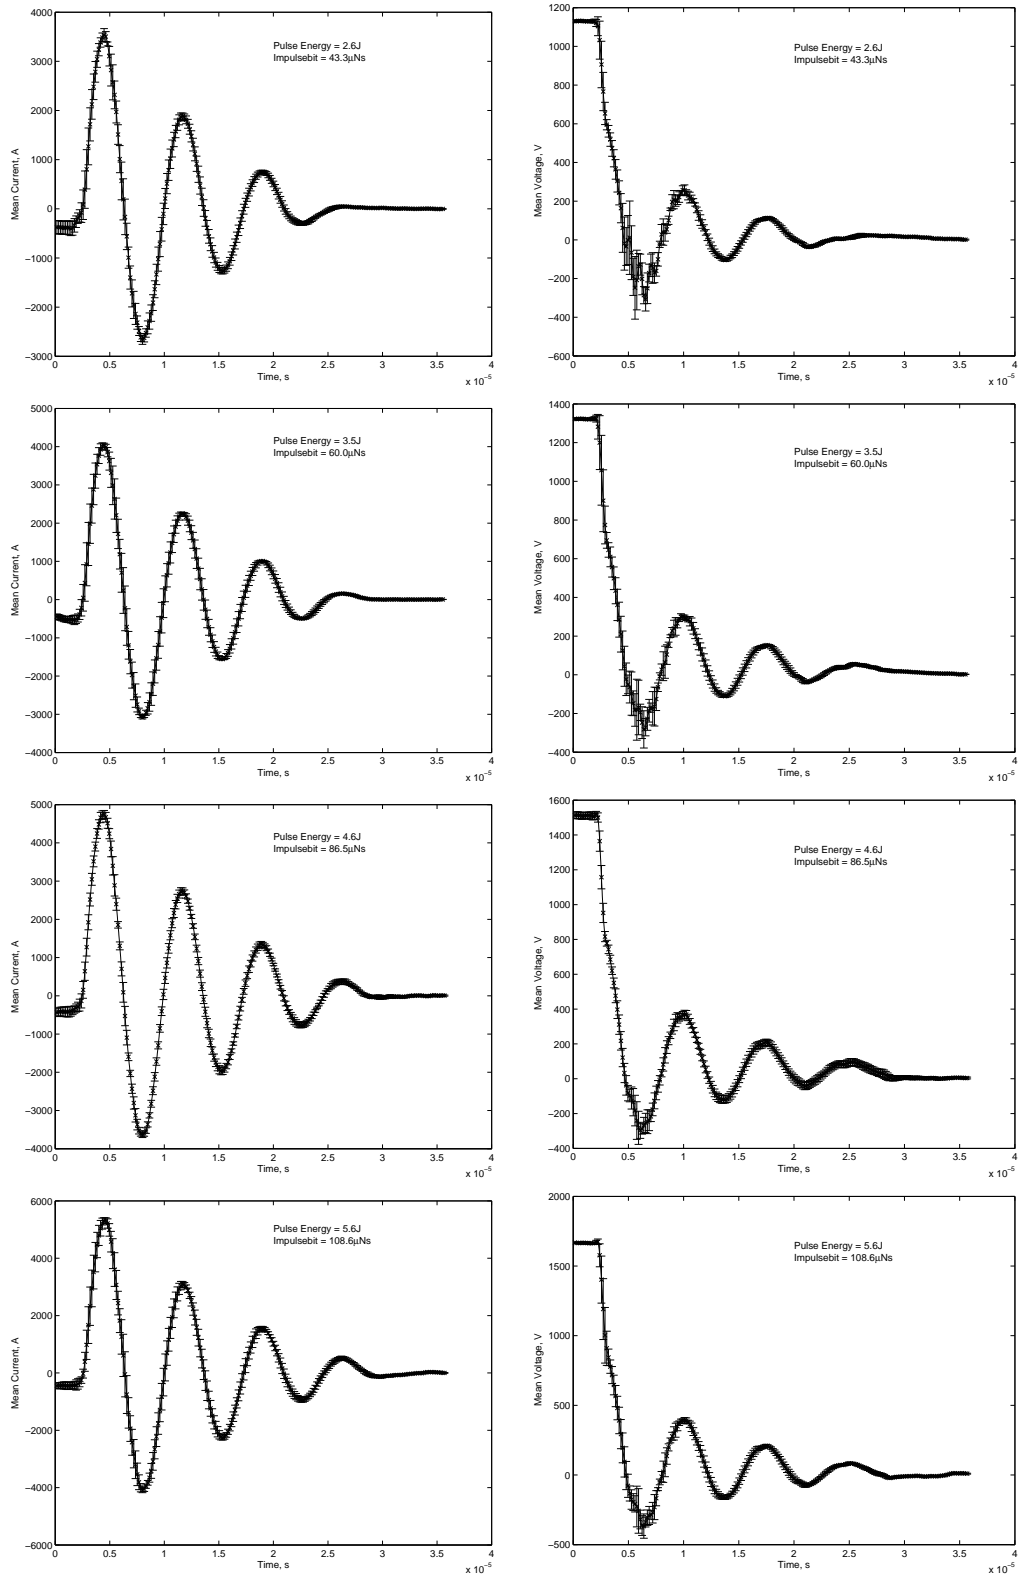 4000
3000
2000
1000
0
−1000
−2000
−3000
Mean Current, A
Pulse Energy = 2.6J
Impulsebit = 43.3μNs
0 0.5 1 1.5 2 2.5 3 3.5 4
Time, s
x 10⁻⁵
1200
1000
800
600
400
200
0
−200
−400
−600
Mean Voltage, V
Pulse Energy = 2.6J
Impulsebit = 43.3μNs
0 0.5 1 1.5 2 2.5 3 3.5 4
Time, s
x 10⁻⁵
5000
4000
3000
2000
1000
0
−1000
−2000
−3000
−4000
Mean Current, A
Pulse Energy = 3.5J
Impulsebit = 60.0μNs
0 0.5 1 1.5 2 2.5 3 3.5 4
Time, s
x 10⁻⁵
1400
1200
1000
800
600
400
200
0
−200
−400
Mean Voltage, V
Pulse Energy = 3.5J
Impulsebit = 60.0μNs
0 0.5 1 1.5 2 2.5 3 3.5 4
Time, s
x 10⁻⁵
5000
4000
3000
2000
1000
0
−1000
−2000
−3000
−4000
Mean Current, A
Pulse Energy = 4.6J
Impulsebit = 86.5μNs
0 0.5 1 1.5 2 2.5 3 3.5 4
Time, s
x 10⁻⁵
1600
1400
1200
1000
800
600
400
200
0
−200
−400
Mean Voltage, V
Pulse Energy = 4.6J
Impulsebit = 86.5μNs
0 0.5 1 1.5 2 2.5 3 3.5 4
Time, s
x 10⁻⁵
6000
4000
2000
0
−2000
−4000
−6000
Mean Current, A
Pulse Energy = 5.6J
Impulsebit = 108.6μNs
0 0.5 1 1.5 2 2.5 3 3.5 4
Time, s
x 10⁻⁵
2000
1500
1000
500
0
−500
Mean Voltage, V
Pulse Energy = 5.6J
Impulsebit = 108.6μNs
0 0.5 1 1.5 2 2.5 3 3.5 4
Time, s
x 10⁻⁵